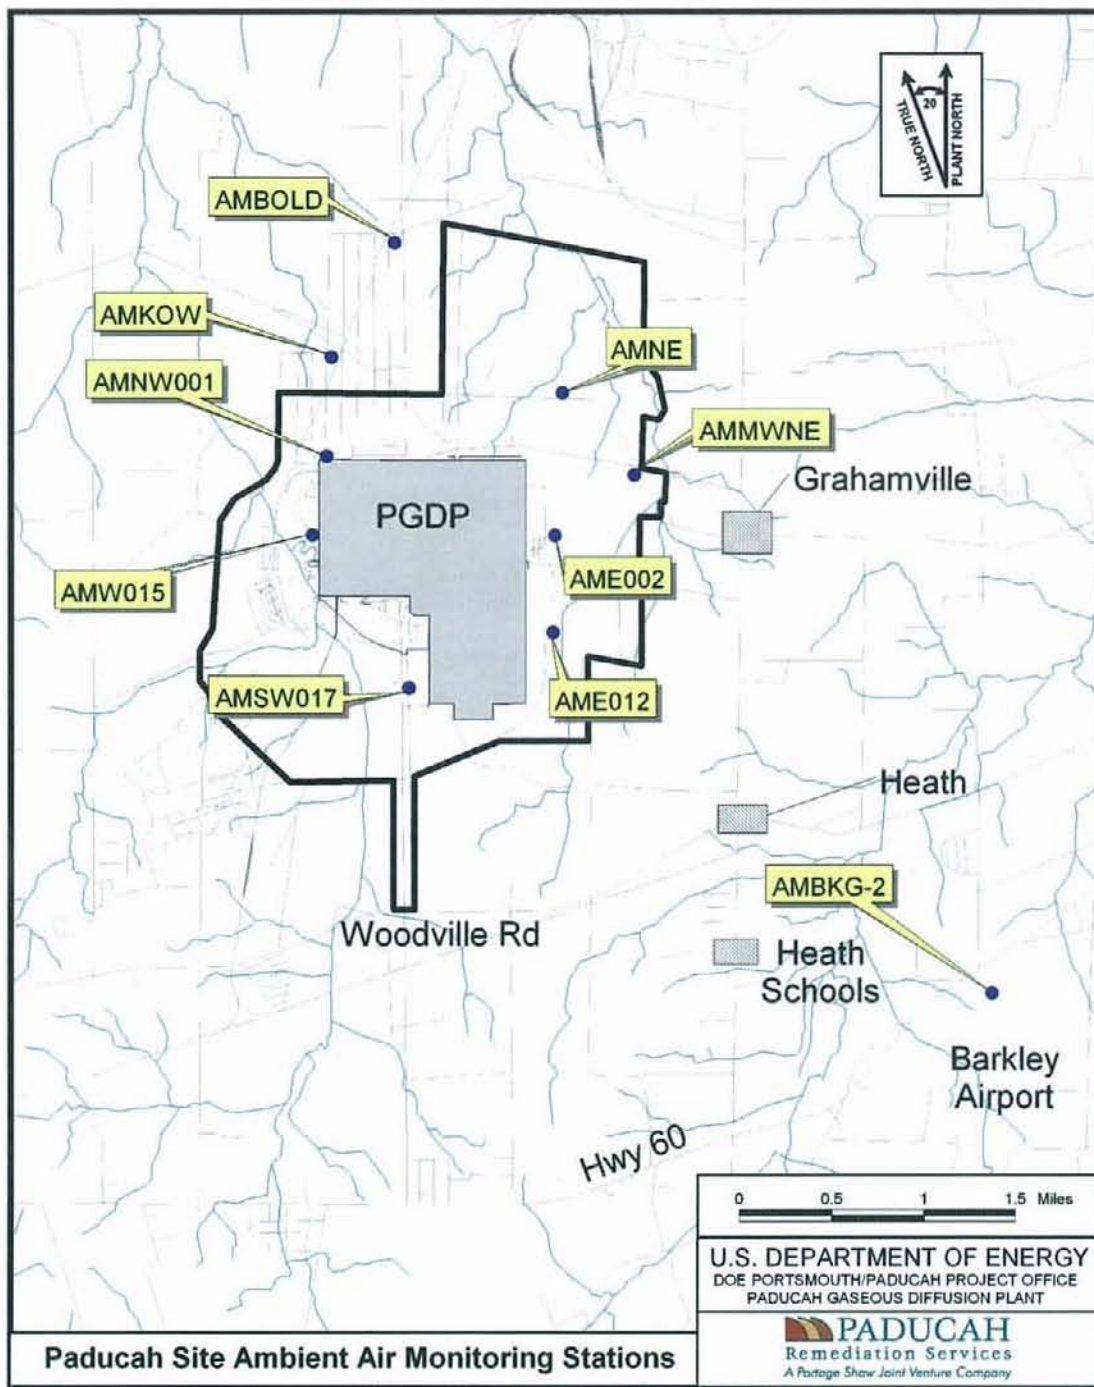 20
TRUE NORTH
PLANT NORTH
AMBOLD
AMKOW
AMNE
AMNW001
AMMWNE
Grahamville
PGDP
AMW015
AME002
AMSW017
AME012
Heath
AMBKG-2
Woodville Rd
Heath
Schools
Barkley
Airport
Hwy 60
0 0.5 1 1.5 Miles
U.S. DEPARTMENT OF ENERGY
DOE PORTSMOUTH/PADUCAH PROJECT OFFICE
PADUCAH GASEOUS DIFFUSION PLANT
PADUCAH
Remediation Services
A Portage Shaw Joint Venture Company
Paducah Site Ambient Air Monitoring Stations